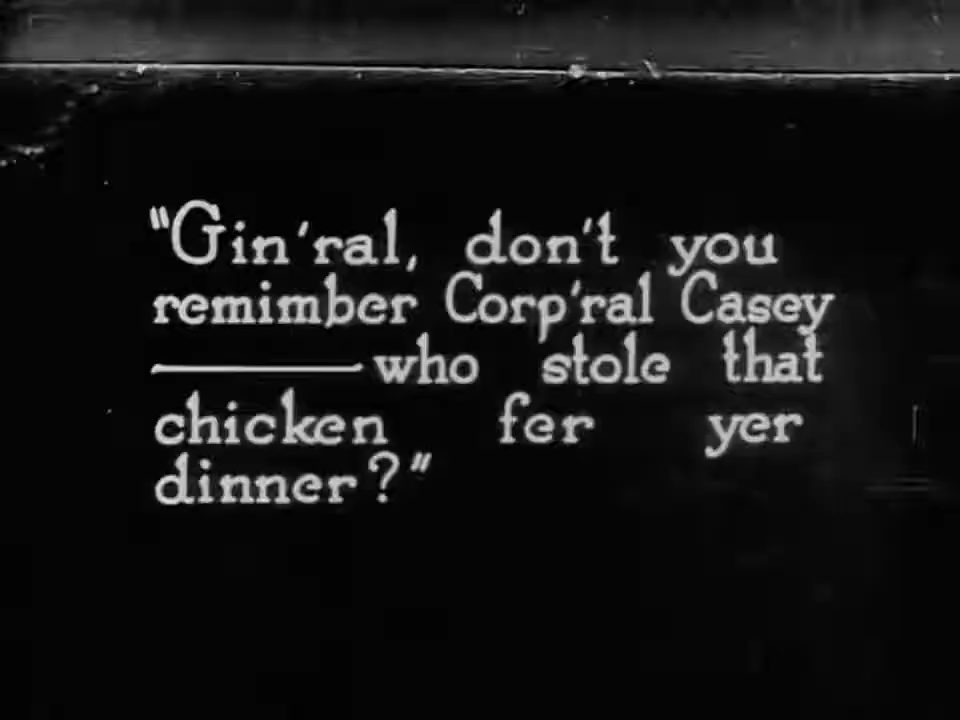 "Gin'ral, don't you
remimber Corp'ral Casey
——who stole that
chicken fer yer
dinner?"